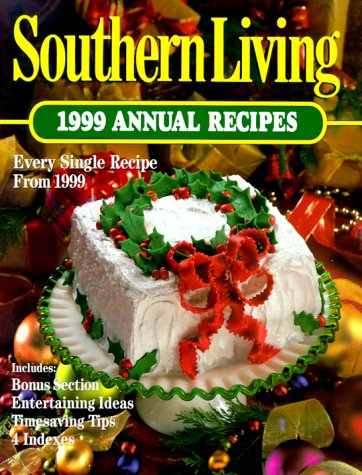 Southern Living
1999 ANNUAL RECIPES
Every Single Recipe
From 1999
Includes:
Bonus Section
Entertaining Ideas
Timesaving Tips
4 Indexes